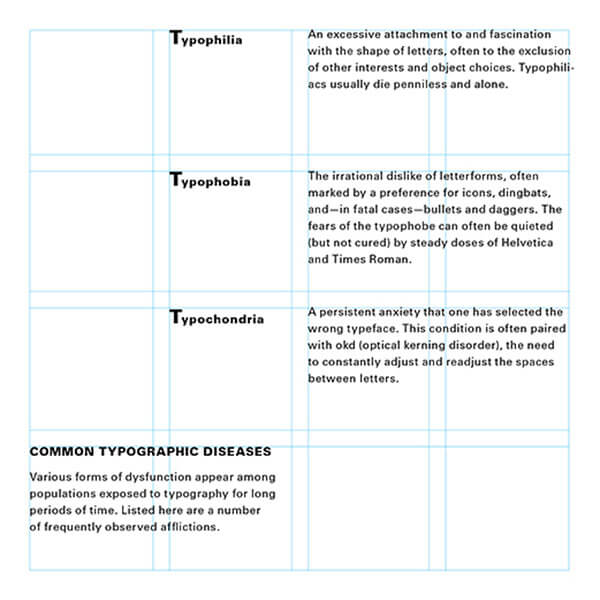 Typophilia
An excessive attachment to and fascination
with the shape of letters, often to the exclusion
of other interests and object choices. Typophili-
acs usually die penniless and alone.
Typophobia
The irrational dislike of letterforms, often
marked by a preference for icons, dingbats,
and—in fatal cases—bullets and daggers. The
fears of the typophobe can often be quieted
(but not cured) by steady doses of Helvetica
and Times Roman.
Typochondria
A persistent anxiety that one has selected the
wrong typeface. This condition is often paired
with okd (optical kerning disorder), the need
to constantly adjust and readjust the spaces
between letters.
COMMON TYPOGRAPHIC DISEASES
Various forms of dysfunction appear among
populations exposed to typography for long
periods of time. Listed here are a number
of frequently observed afflictions.